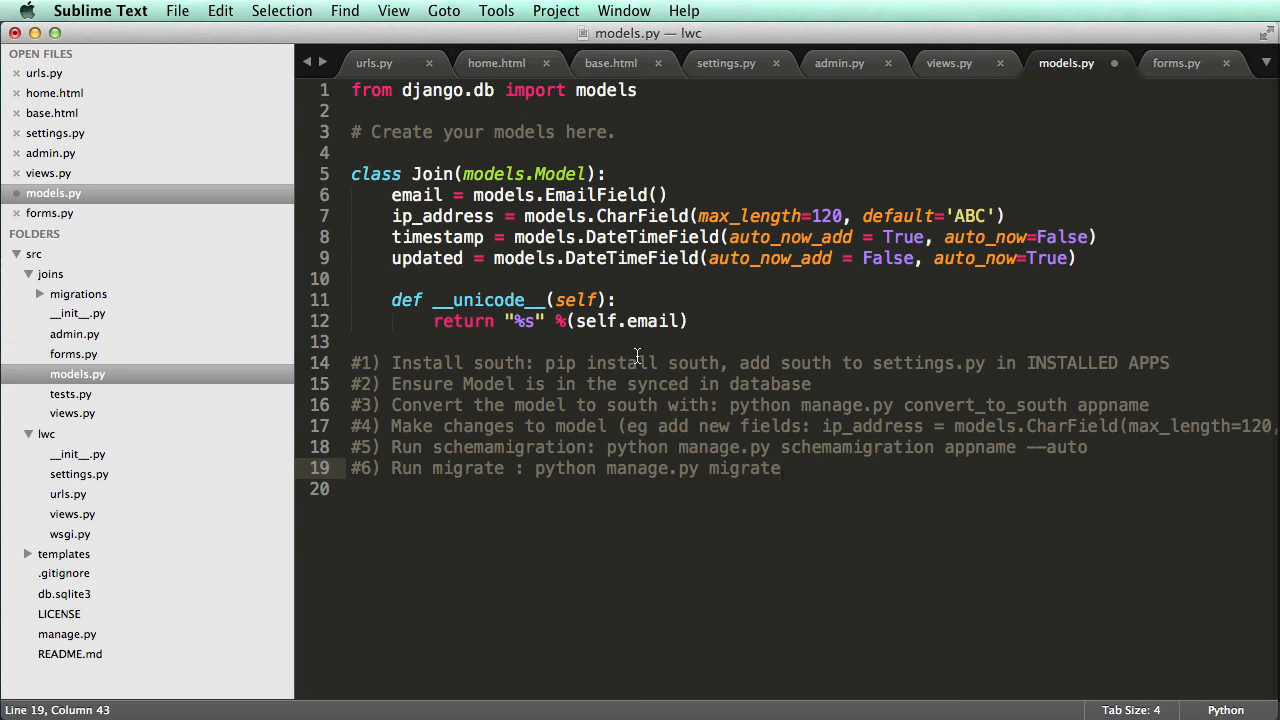 Sublime Text File Edit Selection Find View Goto Tools Project Window Help
models.py — lwc
OPEN FILES
urls.py
home.html
base.html
settings.py
admin.py
views.py
models.py
forms.py
FOLDERS
src
joins
migrations
__init__.py
admin.py
forms.py
models.py
tests.py
views.py
lwc
__init__.py
settings.py
urls.py
views.py
wsgi.py
templates
.gitignore
db.sqlite3
LICENSE
manage.py
README.md
urls.py home.html base.html settings.py admin.py views.py models.py forms.py
1 from django.db import models
2
3 # Create your models here.
4
5 class Join(models.Model):
6 email = models.EmailField()
7 ip_address = models.CharField(max_length=120, default='ABC')
8 timestamp = models.DateTimeField(auto_now_add = True, auto_now=False)
9 updated = models.DateTimeField(auto_now_add = False, auto_now=True)
10
11 def __unicode__(self):
12 return "%s" %(self.email)
13
14 #1) Install south: pip install south, add south to settings.py in INSTALLED APPS
15 #2) Ensure Model is in the synced in database
16 #3) Convert the model to south with: python manage.py convert_to_south appname
17 #4) Make changes to model (eg add new fields: ip_address = models.CharField(max_length=120,
18 #5) Run schemamigration: python manage.py schemamigration appname --auto
19 #6) Run migrate : python manage.py migrate
20
Line 19, Column 43 Tab Size: 4 Python